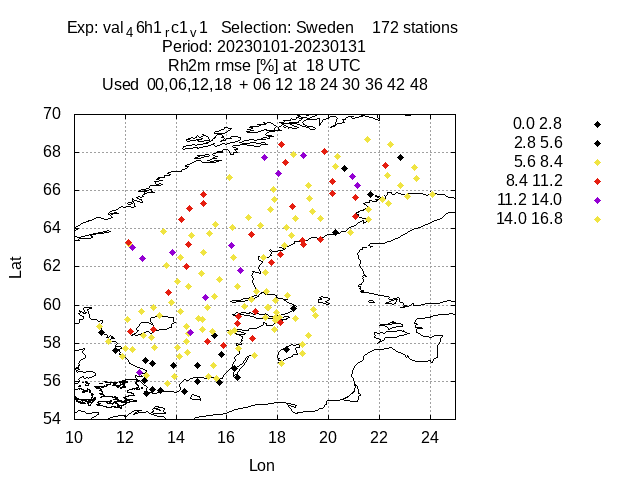 Exp: val46h1rc1v1 Selection: Sweden 172 stations
Period: 20230101-20230131
Rh2m rmse [%] at 18 UTC
Used 00,06,12,18 + 06 12 18 24 30 36 42 48
70
68
66
64
62
60
58
56
54
Lat
10 12 14 16 18 20 22 24
Lon
0.0 2.8
2.8 5.6
5.6 8.4
8.4 11.2
11.2 14.0
14.0 16.8